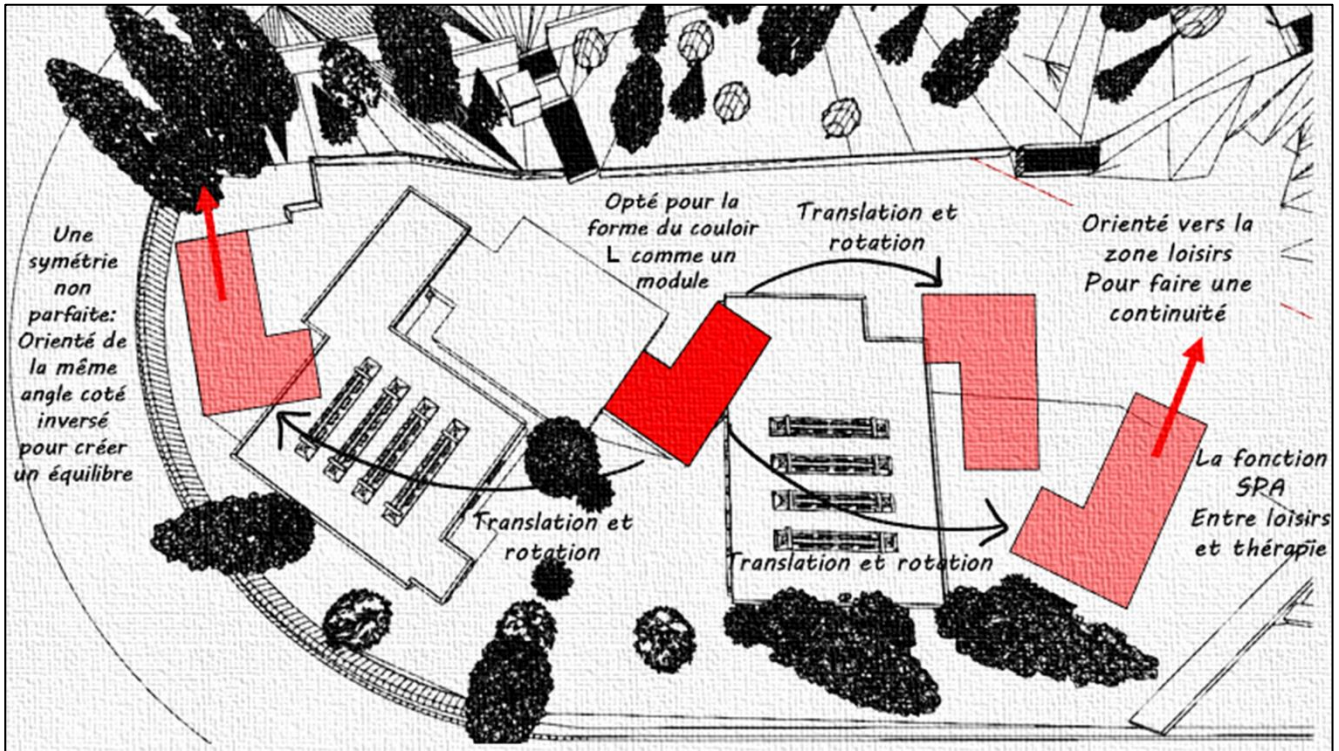 Une
symétrie
non
parfaite:
Orienté de
la même
angle coté
inversé
pour créer
un équilibre
Opté pour la
forme du couloir
L comme un
module
Translation et
rotation
Orienté vers la
zone loisirs
Pour faire une
continuité
La fonction
SPA
Entre loisirs
et thérapie
Translation et
rotation
Translation et rotation